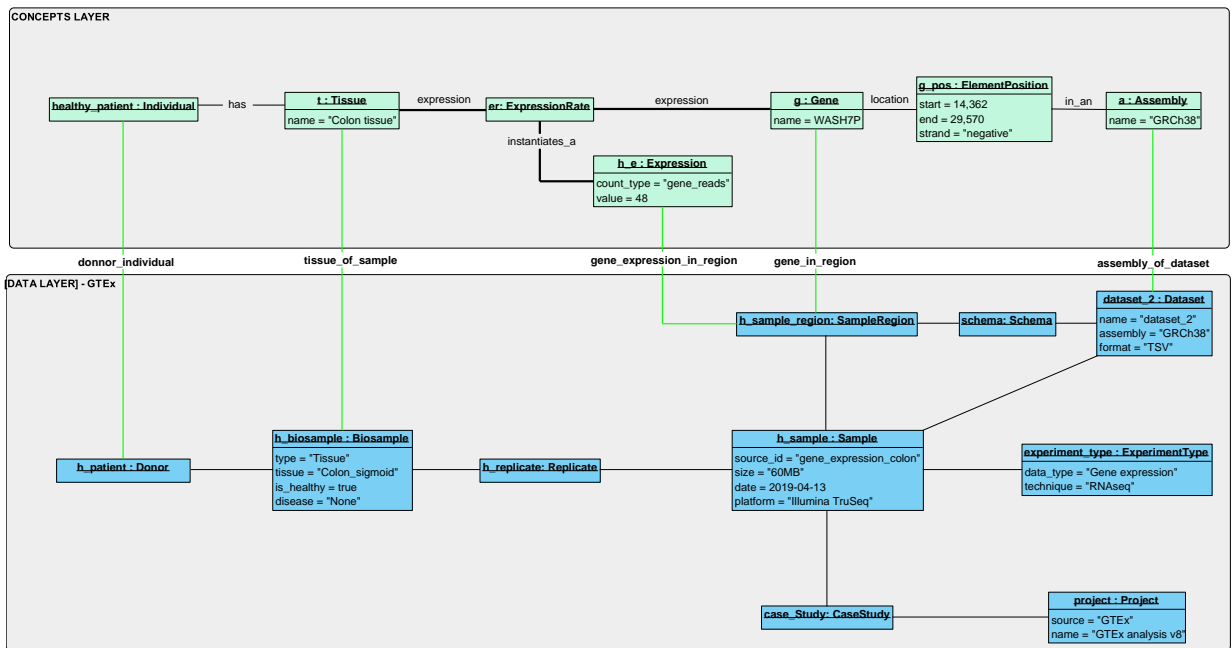 CONCEPTS LAYER
healthy_patient : Individual
has
t : Tissue
name = "Colon tissue"
expression
er: ExpressionRate
expression
g : Gene
name = WASH7P
location
g_pos : ElementPosition
start = 14,362
end = 29,570
strand = "negative"
in_an
a : Assembly
name = "GRCh38"
instantiates_a
h_e : Expression
count_type = "gene_reads"
value = 48
donnor_individual
tissue_of_sample
gene_expression_in_region
gene_in_region
assembly_of_dataset
[DATA LAYER] - GTEx
h_sample_region: SampleRegion
schema: Schema
dataset_2 : Dataset
name = "dataset_2"
assembly = "GRCh38"
format = "TSV"
h_patient : Donor
h_biosample : Biosample
type = "Tissue"
tissue = "Colon_sigmoid"
is_healthy = true
disease = "None"
h_replicate: Replicate
h_sample : Sample
source_id = "gene_expression_colon"
size = "60MB"
date = 2019-04-13
platform = "Illumina TruSeq"
experiment_type : ExperimentType
data_type = "Gene expression"
technique = "RNAseq"
case_Study: CaseStudy
project : Project
source = "GTEx"
name = "GTEx analysis v8"